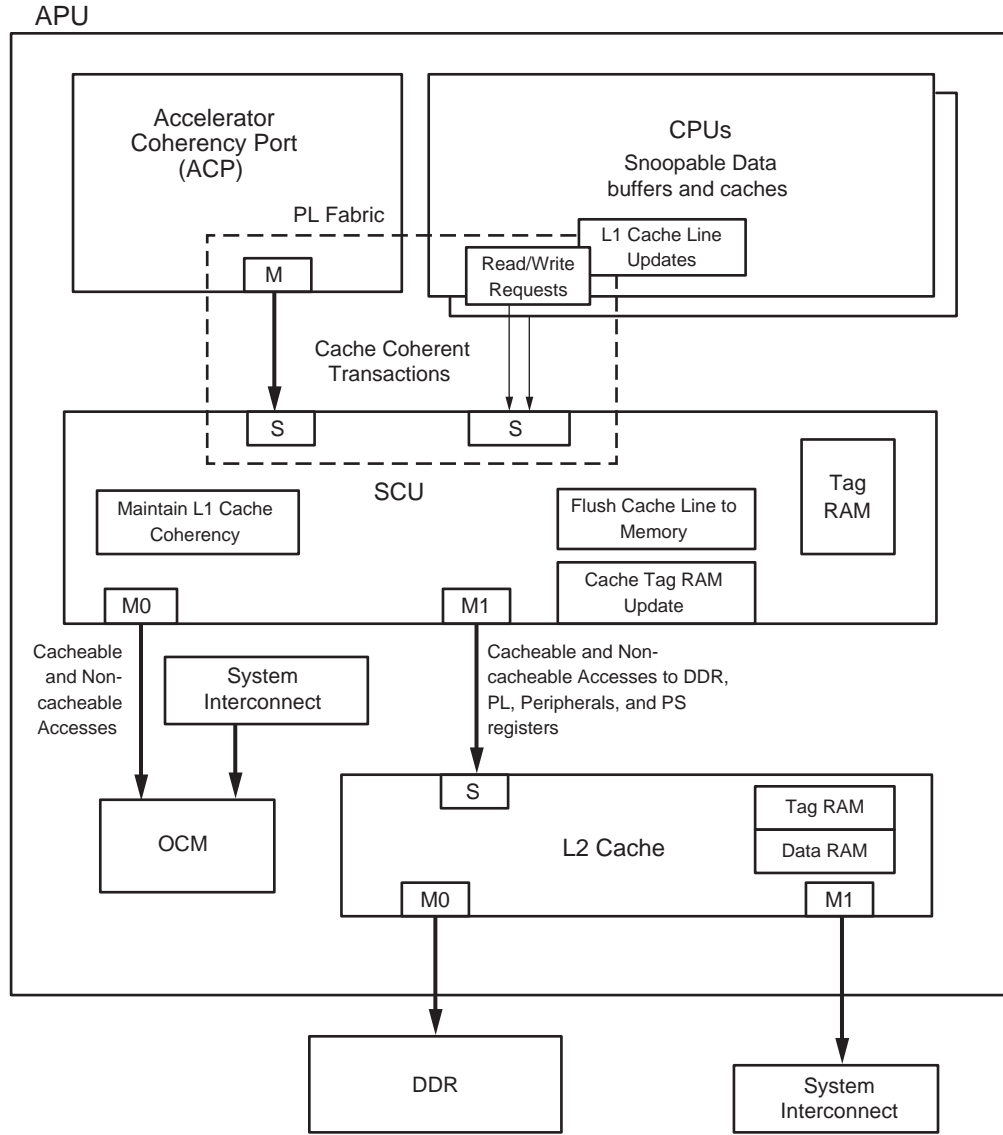 APU
Accelerator
Coherency Port
(ACP)
CPUs
Snoopable Data
buffers and caches
PL Fabric
L1 Cache Line
Updates
Read/Write
Requests
M
Cache Coherent
Transactions
S
S
SCU
Tag
RAM
Maintain L1 Cache
Coherency
Flush Cache Line to
Memory
Cache Tag RAM
Update
M0
M1
Cacheable
and Non-
cacheable
Accesses
System
Interconnect
Cacheable and Non-
cacheable Accesses to DDR,
PL, Peripherals, and PS
registers
OCM
S
L2 Cache
Tag RAM
Data RAM
M0
M1
DDR
System
Interconnect